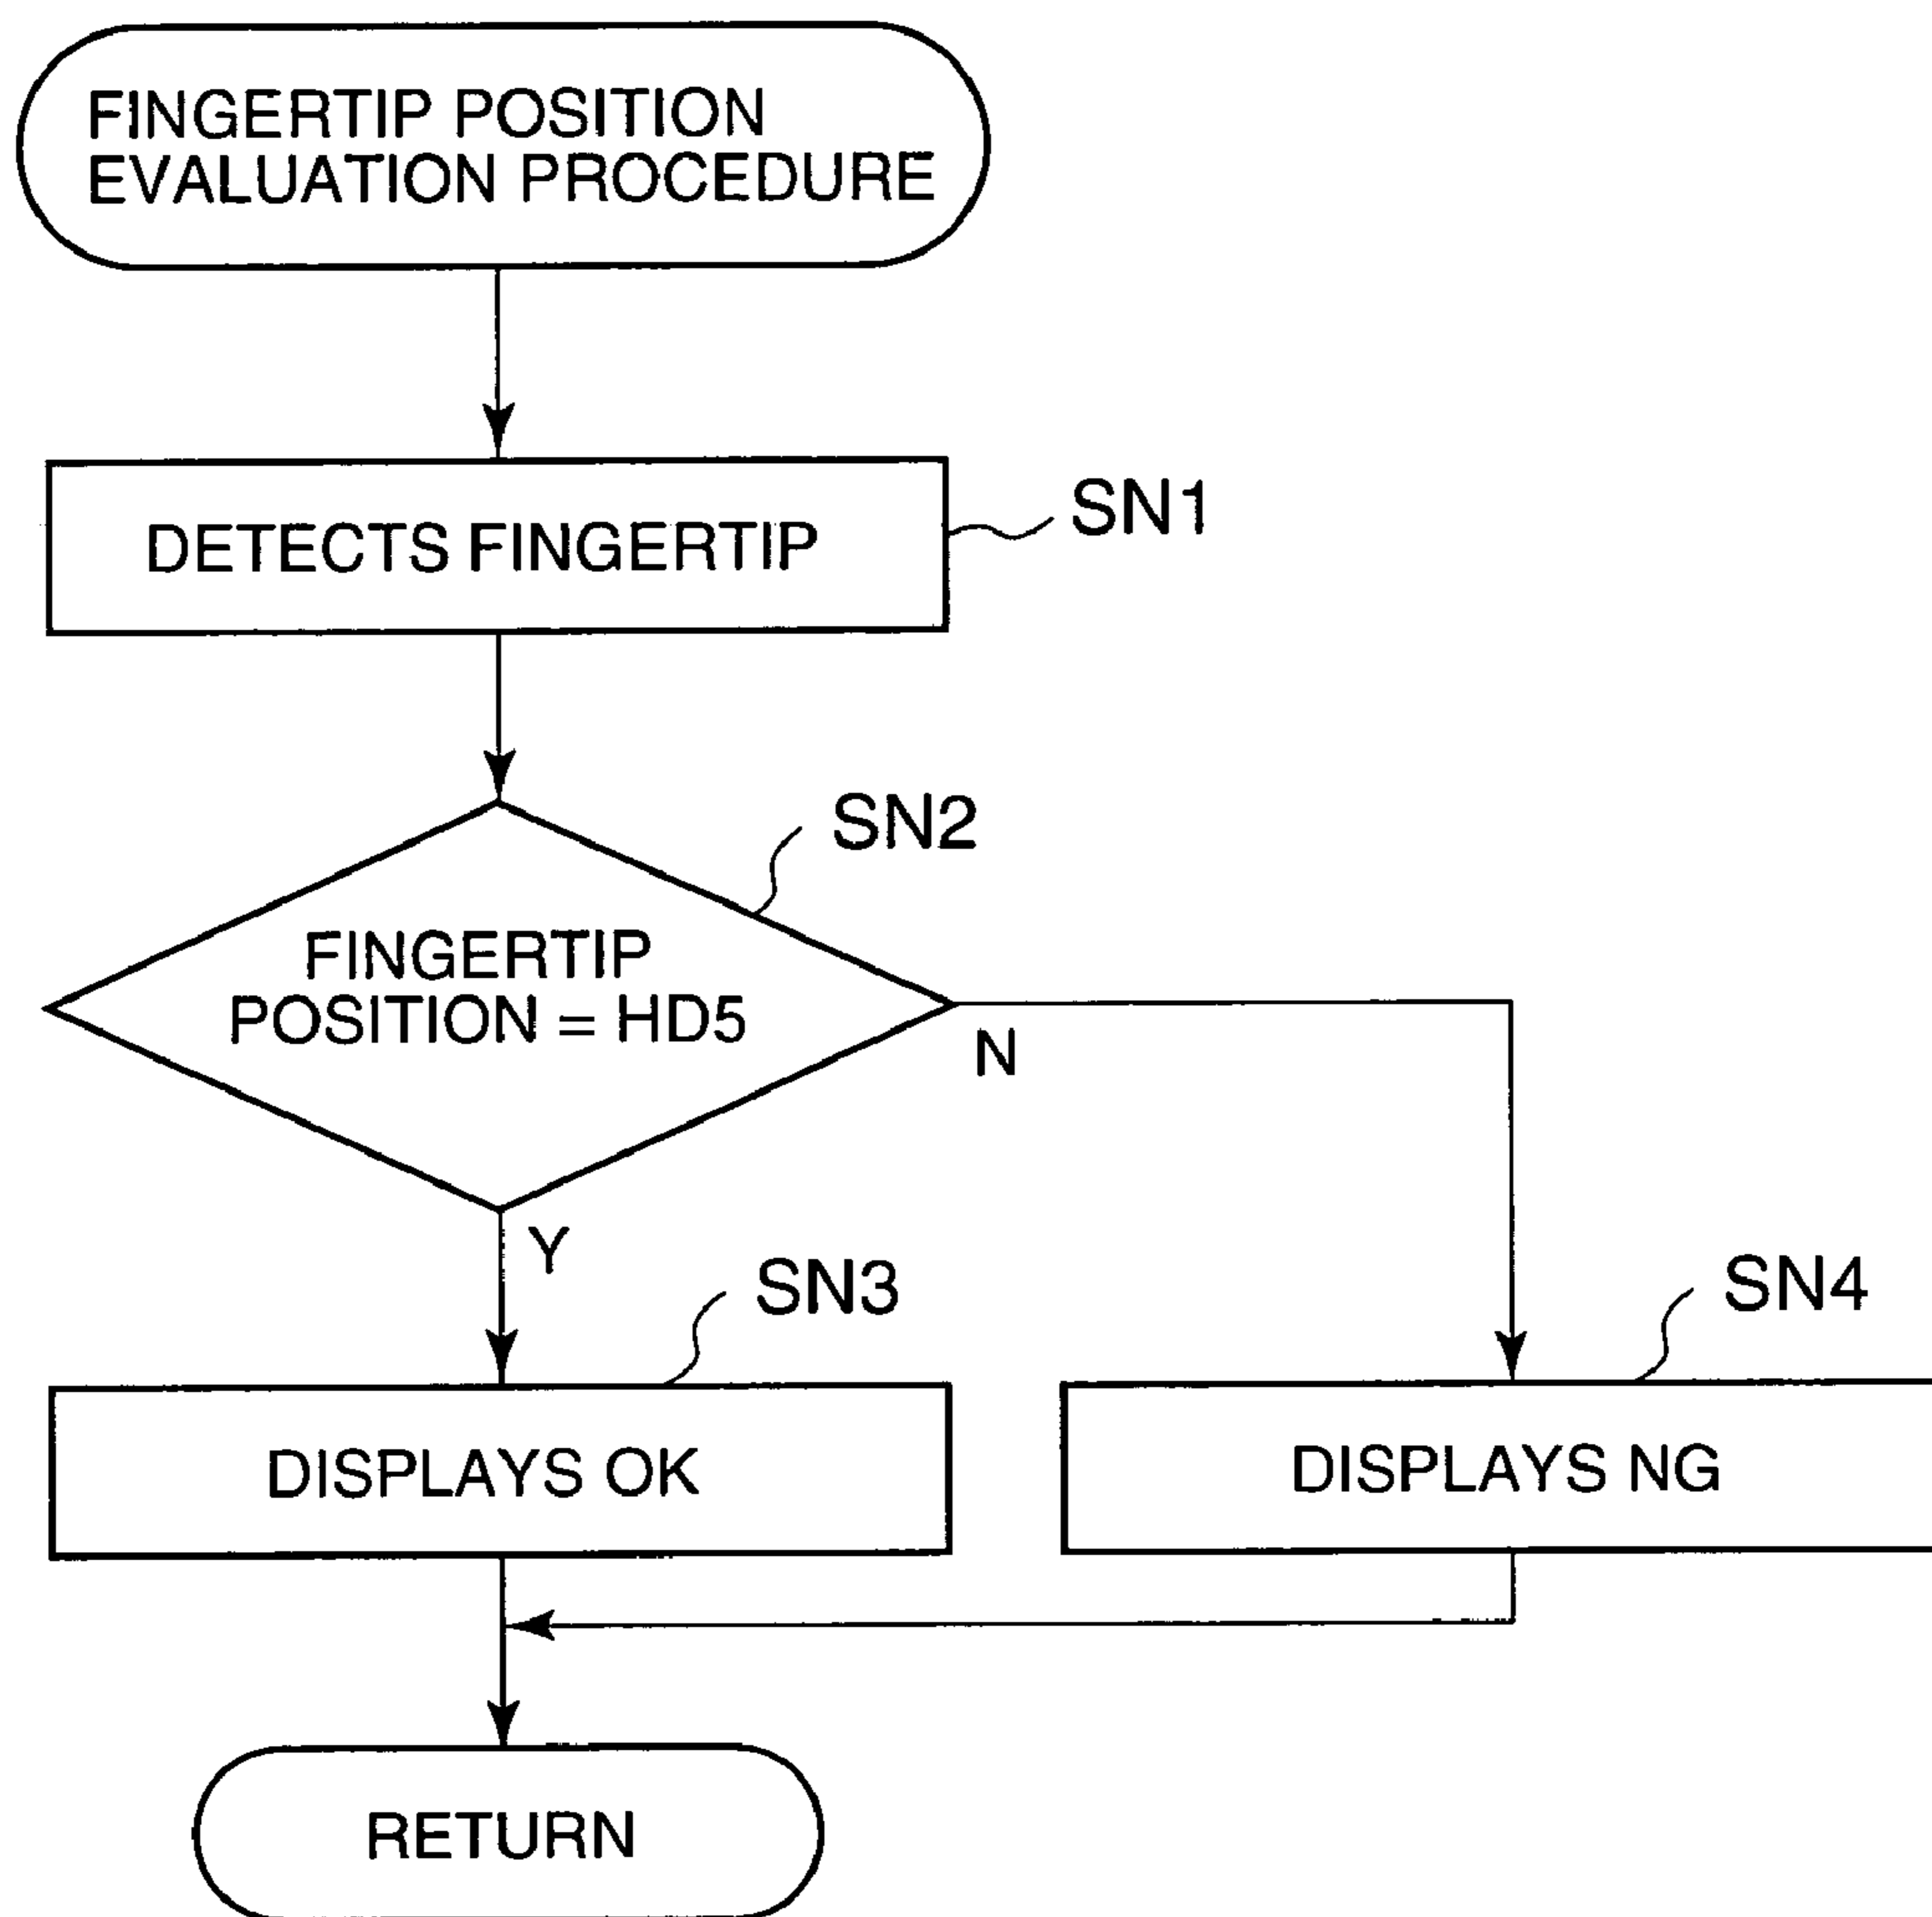 FINGERTIP POSITION
EVALUATION PROCEDURE
DETECTS FINGERTIP
SN1
SN2
FINGERTIP
POSITION = HD5
N
Y
SN3
SN4
DISPLAYS OK
DISPLAYS NG
RETURN